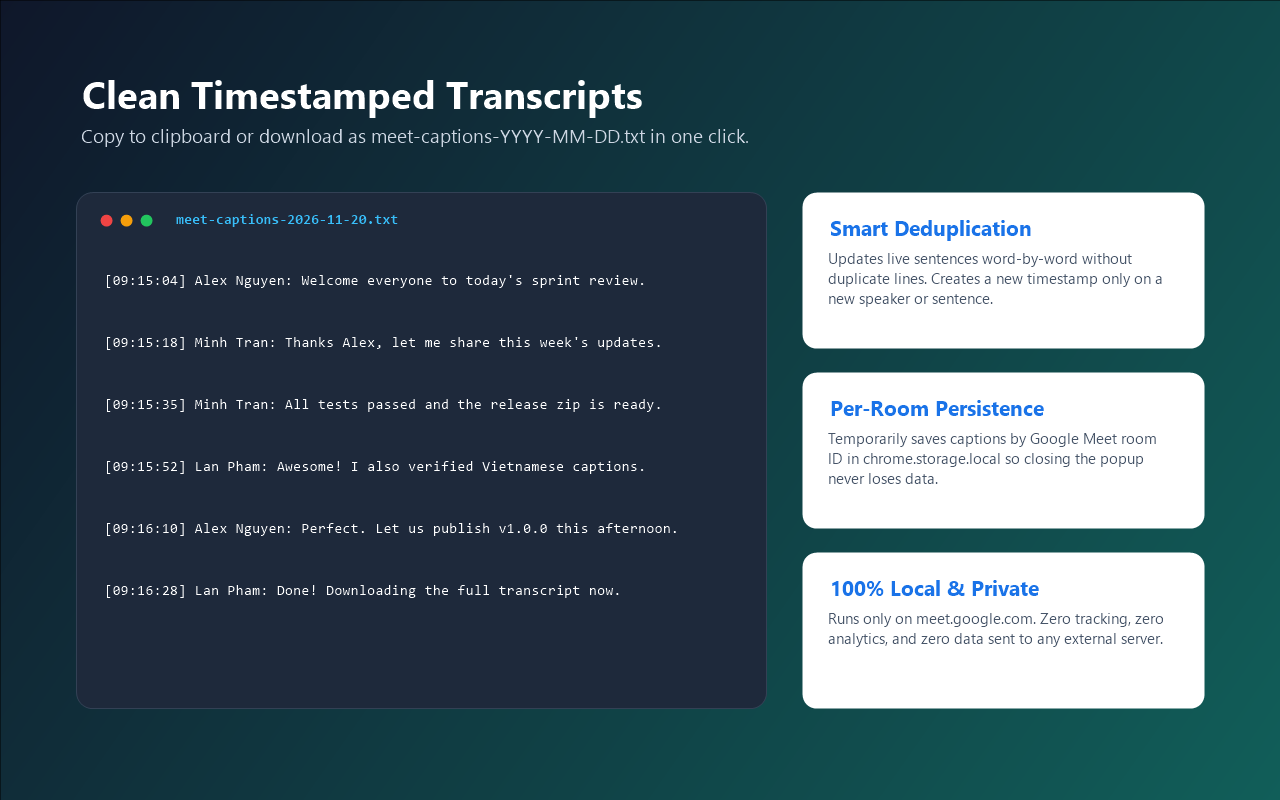 Clean Timestamped Transcripts
Copy to clipboard or download as meet-captions-YYYY-MM-DD.txt in one click.
meet-captions-2026-11-20.txt
[09:15:04] Alex Nguyen: Welcome everyone to today's sprint review.
[09:15:18] Minh Tran: Thanks Alex, let me share this week's updates.
[09:15:35] Minh Tran: All tests passed and the release zip is ready.
[09:15:52] Lan Pham: Awesome! I also verified Vietnamese captions.
[09:16:10] Alex Nguyen: Perfect. Let us publish v1.0.0 this afternoon.
[09:16:28] Lan Pham: Done! Downloading the full transcript now.
Smart Deduplication
Updates live sentences word-by-word without
duplicate lines. Creates a new timestamp only on a
new speaker or sentence.
Per-Room Persistence
Temporarily saves captions by Google Meet room
ID in chrome.storage.local so closing the popup
never loses data.
100% Local & Private
Runs only on meet.google.com. Zero tracking, zero
analytics, and zero data sent to any external server.